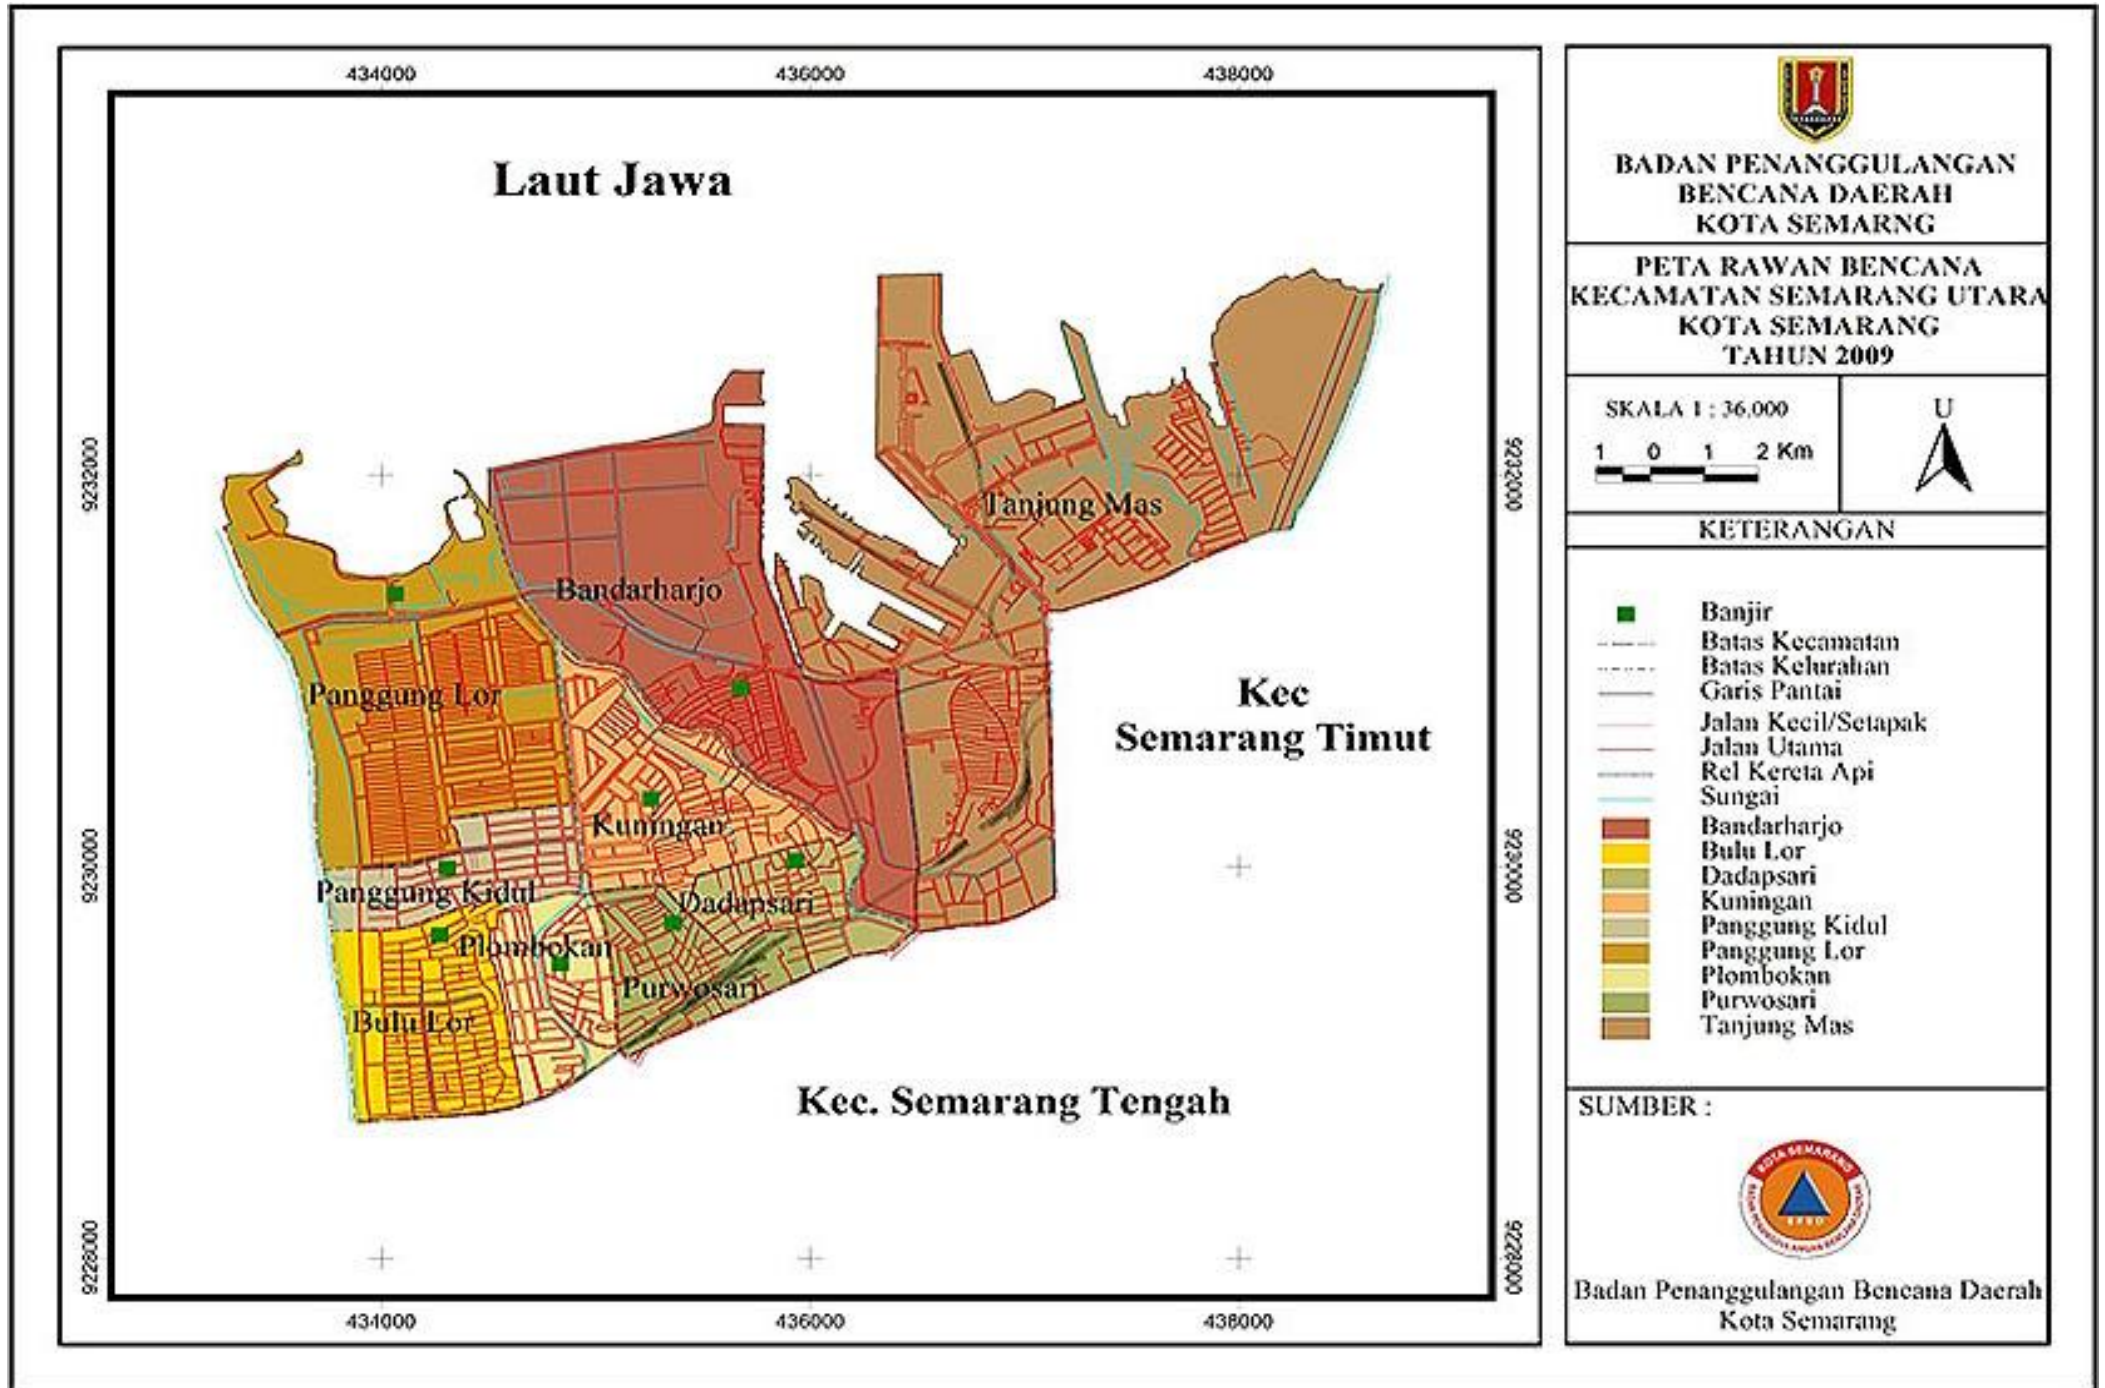 434000
436000
438000
Laut Jawa
9232000
9232000
Tanjung Mas
Bandarharjo
Panggung Lor
Kec
Semarang Timut
Kuningan
9230000
9230000
Panggung Kidul
Dadapsari
Plombokan
Purwosari
Bulu Lor
Kec. Semarang Tengah
9228000
9228000
434000
436000
438000
BADAN PENANGGULANGAN
BENCANA DAERAH
KOTA SEMARNG
PETA RAWAN BENCANA
KECAMATAN SEMARANG UTARA
KOTA SEMARANG
TAHUN 2009
SKALA 1 : 36.000
1 0 1 2 Km
U
KETERANGAN
Banjir
Batas Kecamatan
Batas Kelurahan
Garis Pantai
Jalan Kecil/Setapak
Jalan Utama
Rel Kereta Api
Sungai
Bandarharjo
Bulu Lor
Dadapsari
Kuningan
Panggung Kidul
Panggung Lor
Plombokan
Purwosari
Tanjung Mas
SUMBER :
KOTA SEMARANG
BADAN PENANGGULANGAN BENCANA DAERAH
BPBD
Badan Penanggulangan Bencana Daerah
Kota Semarang